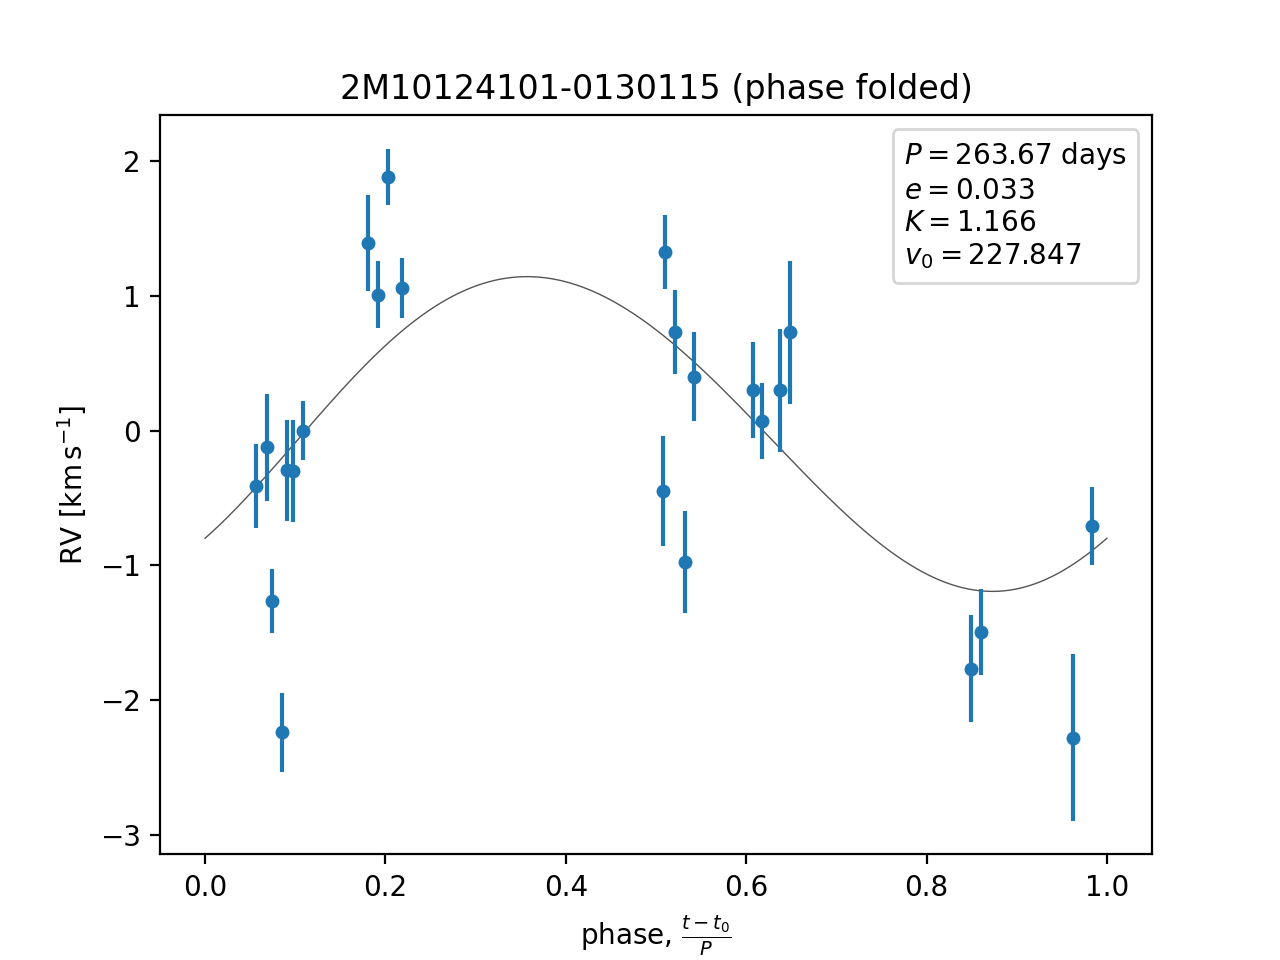 2M10124101-0130115 (phase folded)
P = 263.67 days
e = 0.033
K = 1.166
v₀ = 227.847
2
1
0
−1
−2
−3
RV [km s⁻¹]
0.0 0.2 0.4 0.6 0.8 1.0
phase, (t − t₀)/P